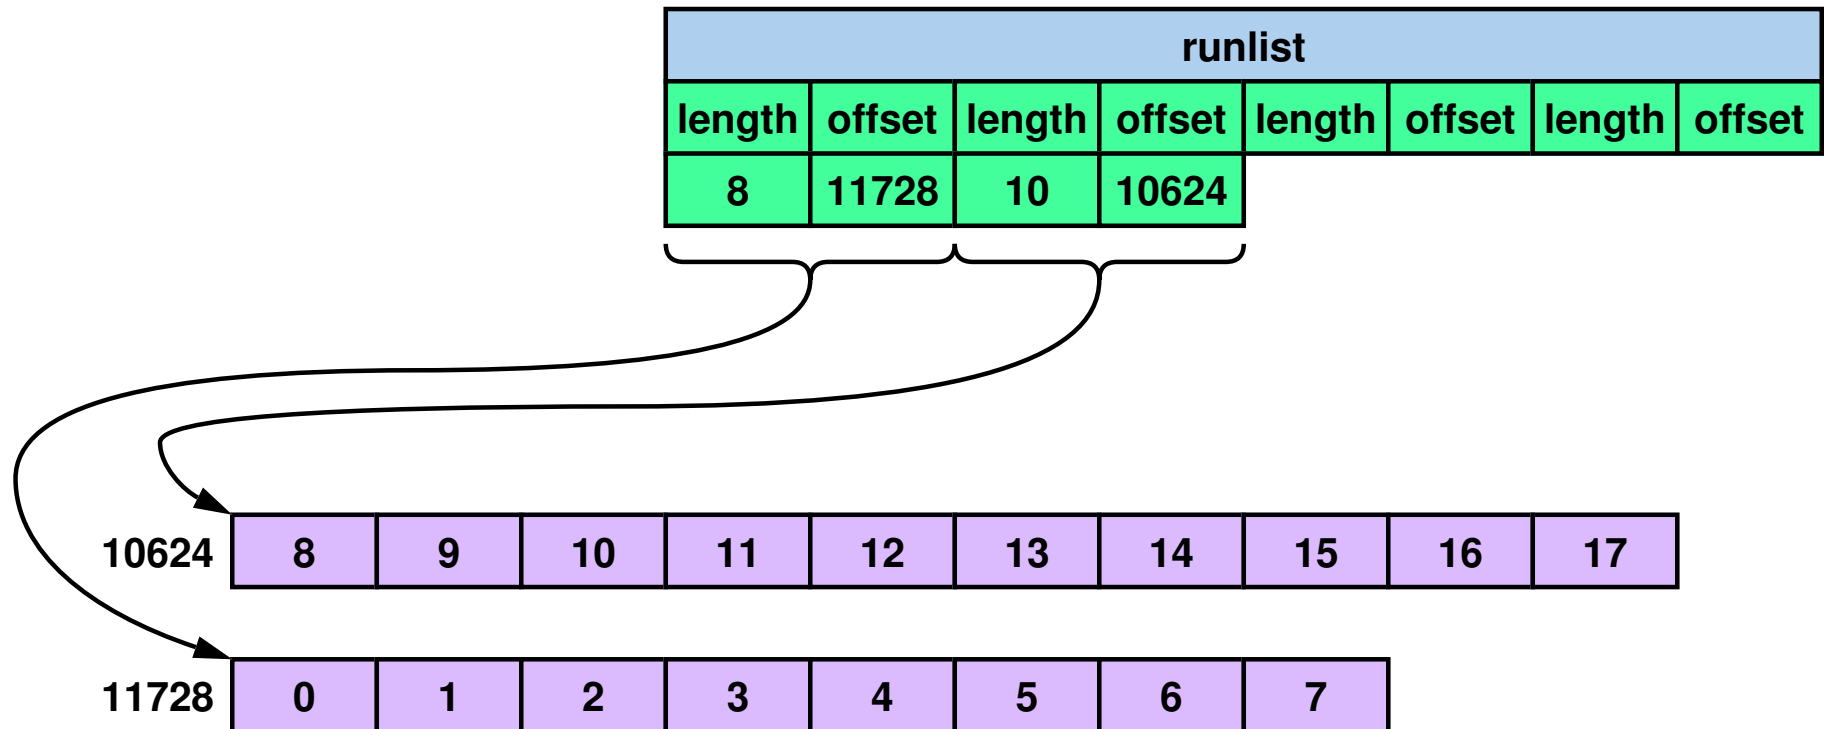 runlist
length offset length offset length offset length offset
8 11728 10 10624
10624 8 9 10 11 12 13 14 15 16 17
11728 0 1 2 3 4 5 6 7